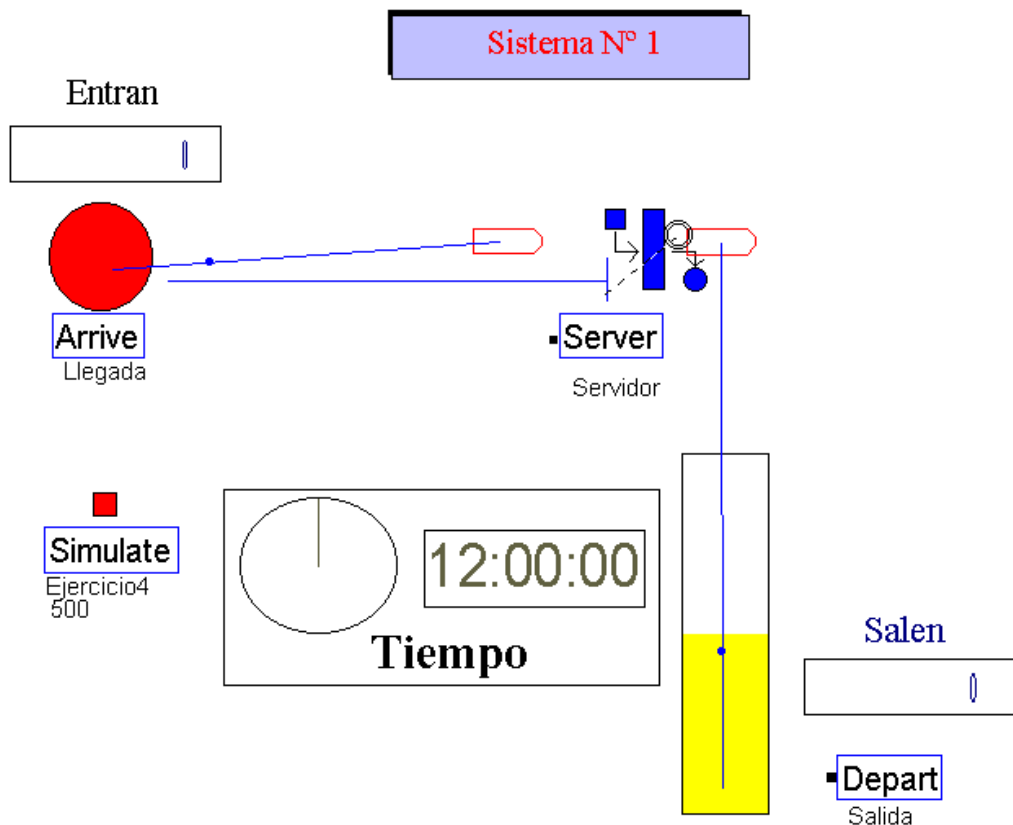 Sistema Nº 1
Entran
0
Arrive
Llegada
Server
Servidor
Simulate
Ejercicio4
500
12:00:00
Tiempo
Salen
0
Depart
Salida